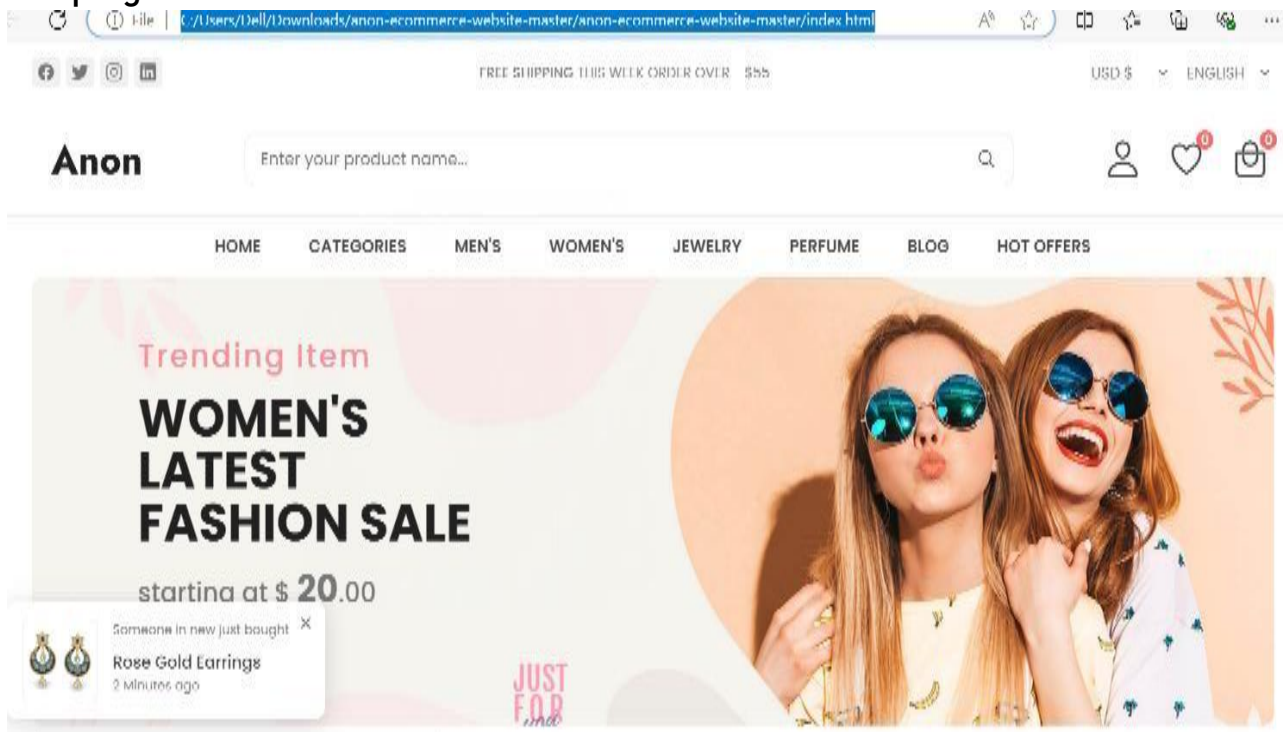 File | C:/Users/Dell/Downloads/anon-ecommerce-website-master/anon-ecommerce-website-master/index.html
FREE SHIPPING THIS WEEK ORDER OVER - $55
USD $ ENGLISH
Anon
Enter your product name...
0 0
HOME CATEGORIES MEN'S WOMEN'S JEWELRY PERFUME BLOG HOT OFFERS
Trending Item
WOMEN'S
LATEST
FASHION SALE
starting at $ 20.00
Someone in new just bought
Rose Gold Earrings
2 Minutes ago
JUST
FOR